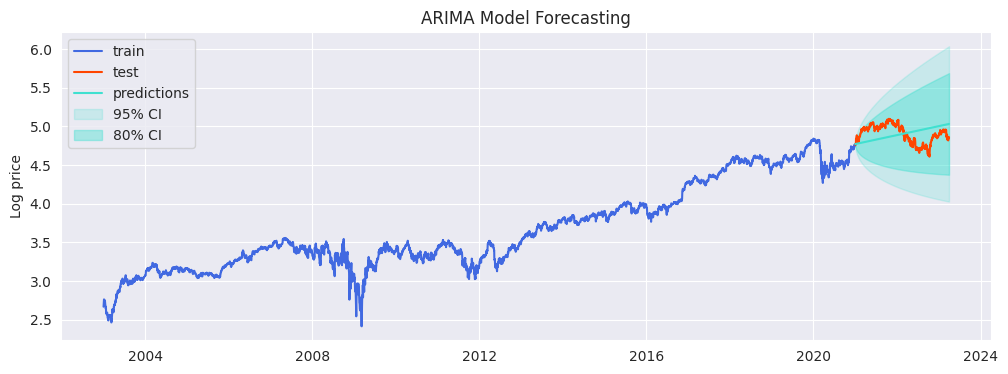 ARIMA Model Forecasting
train
test
predictions
95% CI
80% CI
Log price
6.0
5.5
5.0
4.5
4.0
3.5
3.0
2.5
2004
2008
2012
2016
2020
2024